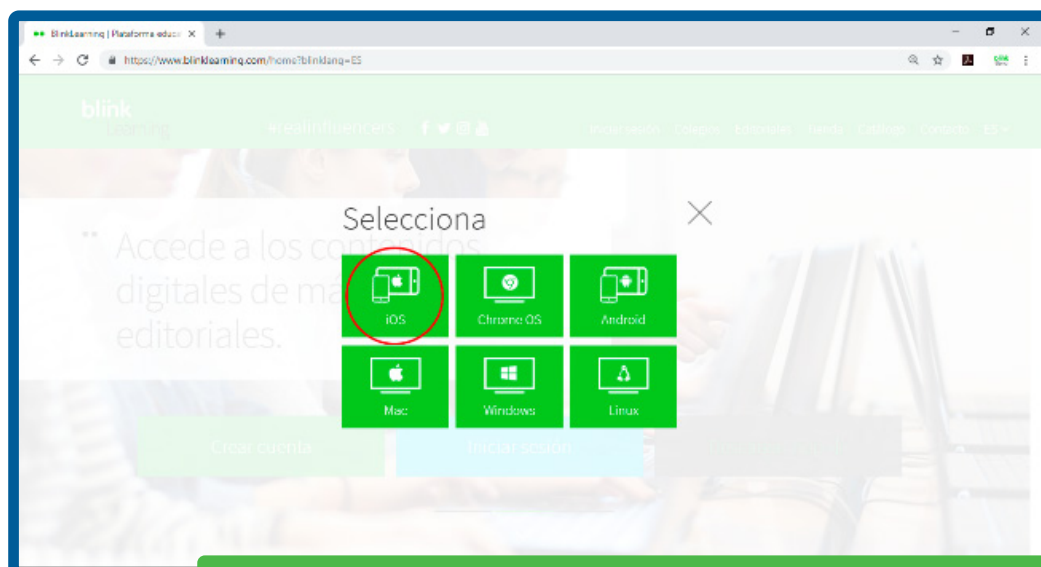 BlinkLearning | Plataforma educa
https://www.blinklearning.com/home?blinklang=ES
blink
Learning
#realinfluencers
Iniciar sesión Colegios Editoriales Tienda Catálogo Contacto ES
Selecciona
" Accede a los contenidos
digitales de
editoriales.
iOS
Chrome OS
Android
Mac
Windows
Linux
Crear cuenta
Iniciar sesión